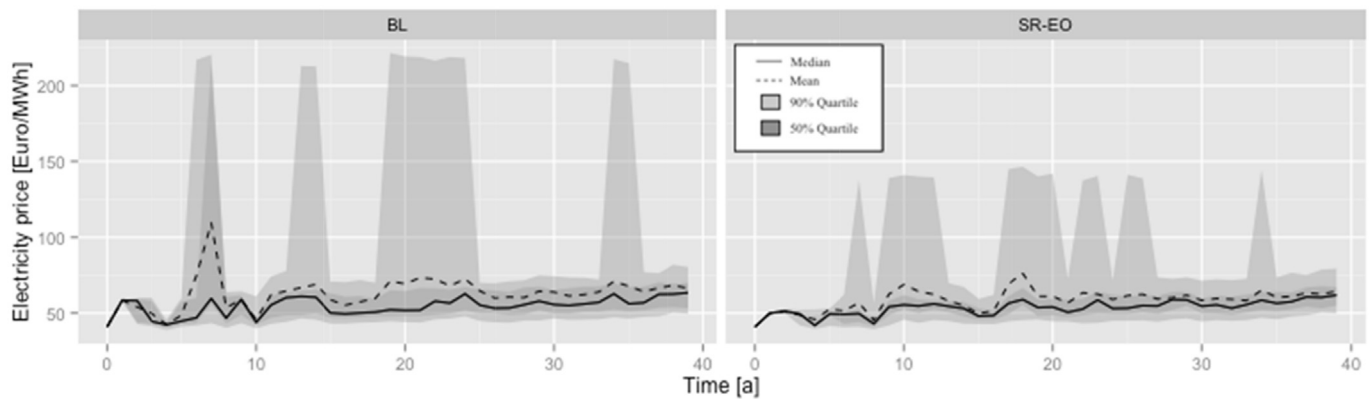 BL
SR-EO
Electricity price [Euro/MWh]
200
150
100
50
Median
Mean
90% Quartile
50% Quartile
0
10
20
30
40
0
10
20
30
40
Time [a]